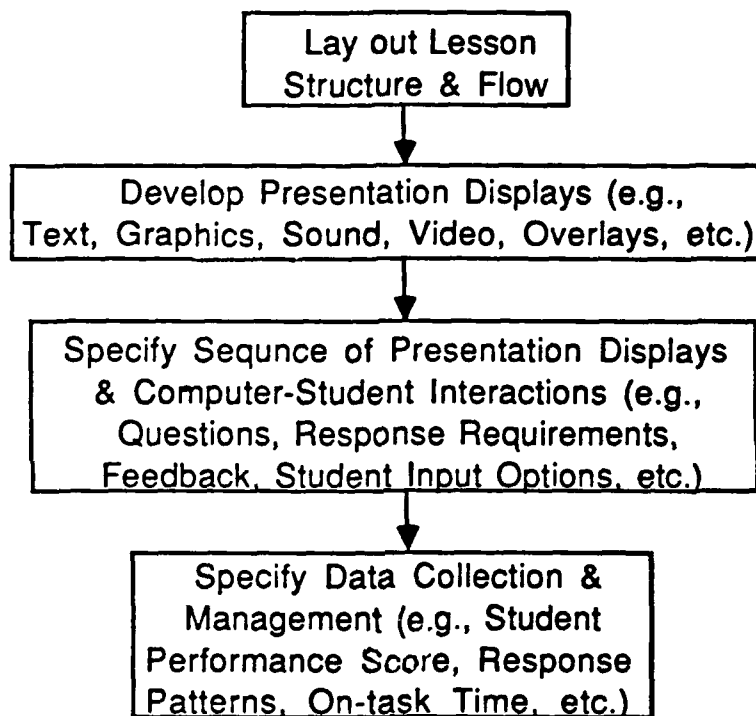 Lay out Lesson
Structure & Flow
Develop Presentation Displays (e.g.,
Text, Graphics, Sound, Video, Overlays, etc.)
Specify Sequnce of Presentation Displays
& Computer-Student Interactions (e.g.,
Questions, Response Requirements,
Feedback, Student Input Options, etc.)
Specify Data Collection &
Management (e.g., Student
Performance Score, Response
Patterns, On-task Time, etc.)